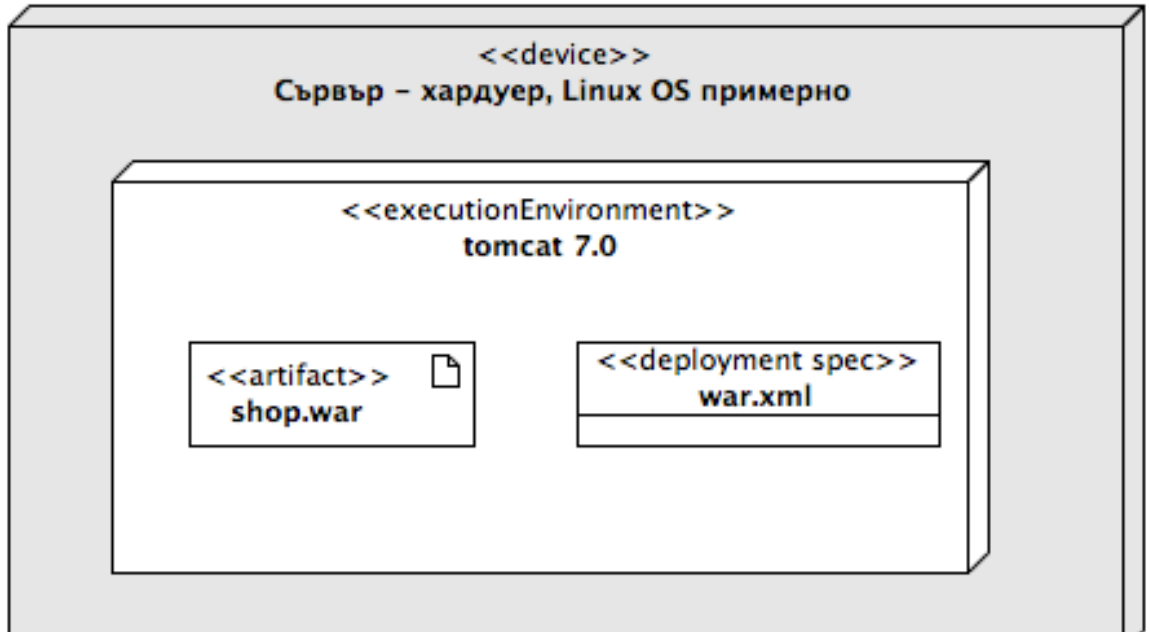 <<device>>
Сървър – хардуер, Linux OS примерно
<<executionEnvironment>>
tomcat 7.0
<<artifact>>
shop.war
<<deployment spec>>
war.xml